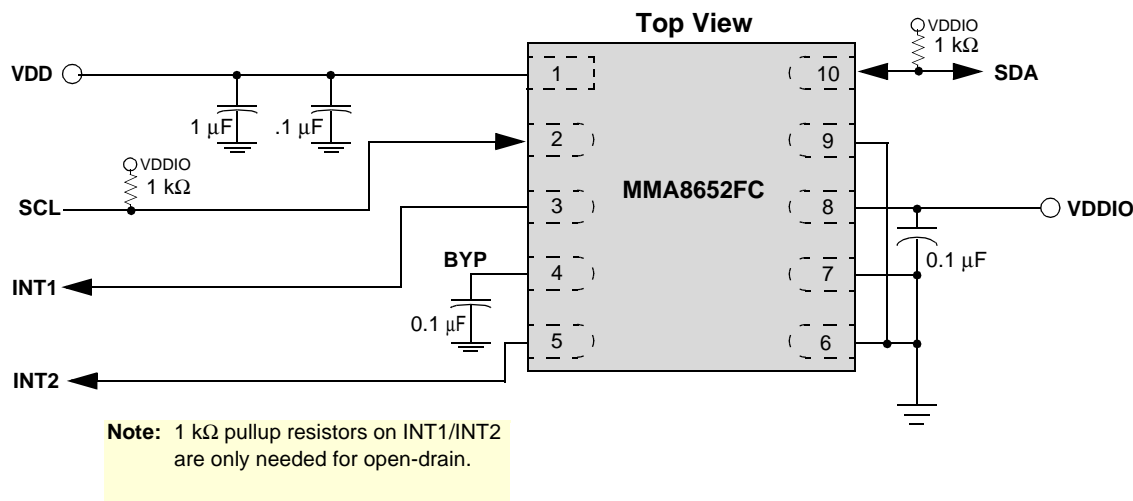 Top View
VDDIO
1 kΩ
VDD
1
10
SDA
1 μF
.1 μF
2
9
VDDIO
1 kΩ
MMA8652FC
SCL
3
8
VDDIO
BYP
0.1 μF
4
7
INT1
0.1 μF
5
6
INT2
Note: 1 kΩ pullup resistors on INT1/INT2
are only needed for open-drain.